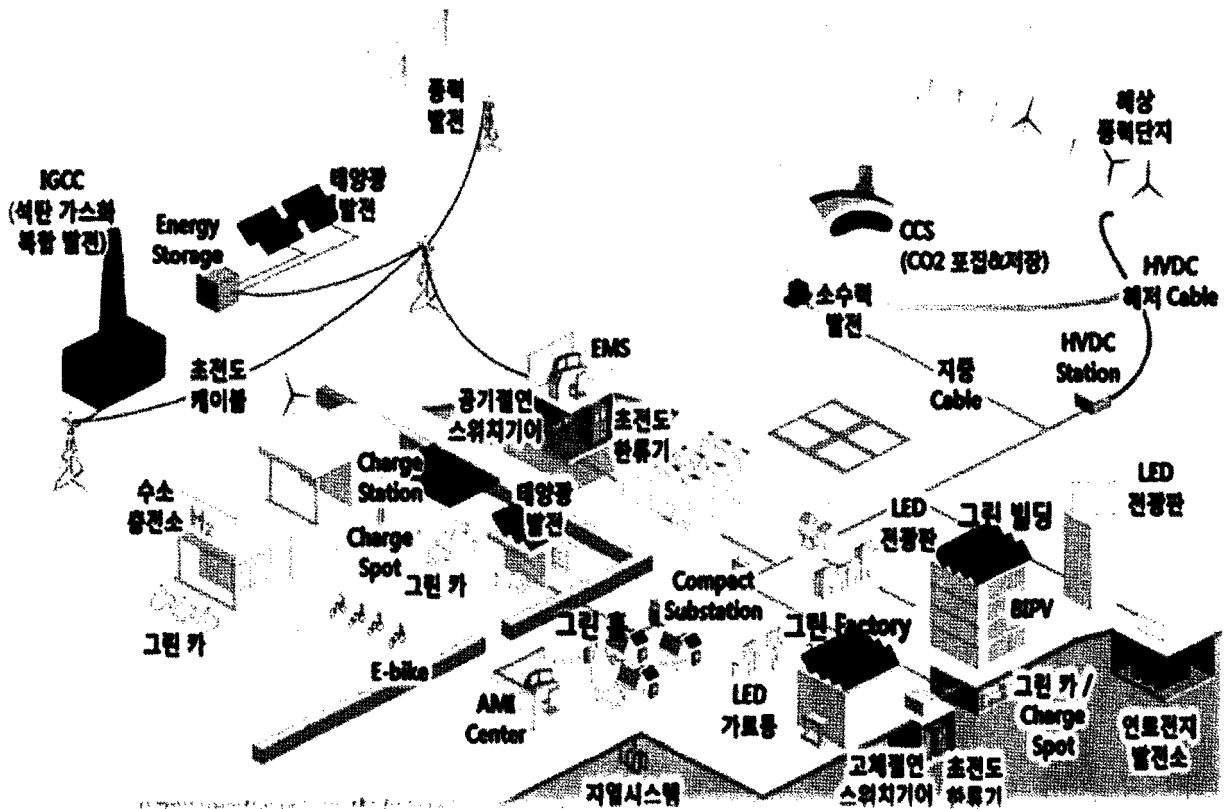 풍력
발전
해상
풍력단지
IGCC
(석탄 가스화
복합 발전)
Energy
Storage
태양광
발전
CCS
(CO2 포집&저장)
HVDC
해저 Cable
소수력
발전
HVDC
Station
지중
Cable
초전도
케이블
EMS
공기절연
스위치기어
초전도
한류기
Charge
Station
태양광
발전
수소
충전소
H2
Charge
Spot
그린 카
LED
전광판
그린 빌딩
LED
전광판
Compact
Substation
BIPV
그린 카
E-bike
그린 홈
그린 Factory
AMI
Center
LED
가로등
그린 카 /
Charge
Spot
연료전지
발전소
지열시스템
고체절연
스위치기어
초전도
한류기